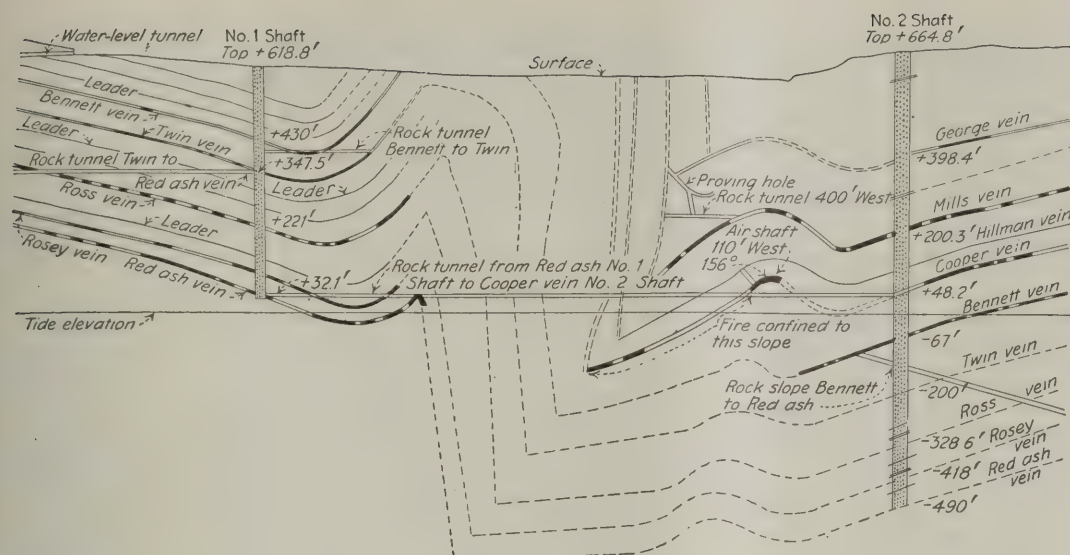 Water-level tunnel
No. 1 Shaft
Top +618.8′
Surface
No. 2 Shaft
Top +664.8′
Leader
Bennett vein
Twin vein
Leader
Rock tunnel Twin to
Red ash vein
Ross vein
Leader
Rosey vein
Red ash
vein
Tide elevation
+430′
+347.5′
Leader
+221′
+32.1′
Rock tunnel
Bennett to Twin
Rock tunnel from Red ash No. 1
Shaft to Cooper vein No. 2 Shaft
Proving hole
Rock tunnel 400′ West
Air shaft
110′ West.
156°
Fire confined to
this slope
Rock slope Bennett
to Red ash
George vein
+398.4′
Mills vein
+200.3′ Hillman vein
Cooper vein
+48.2′
Bennett vein
-67′
Twin vein
-200′
Ross vein
-328 6′ Rosey
vein
-418′ Red ash
vein
-490′